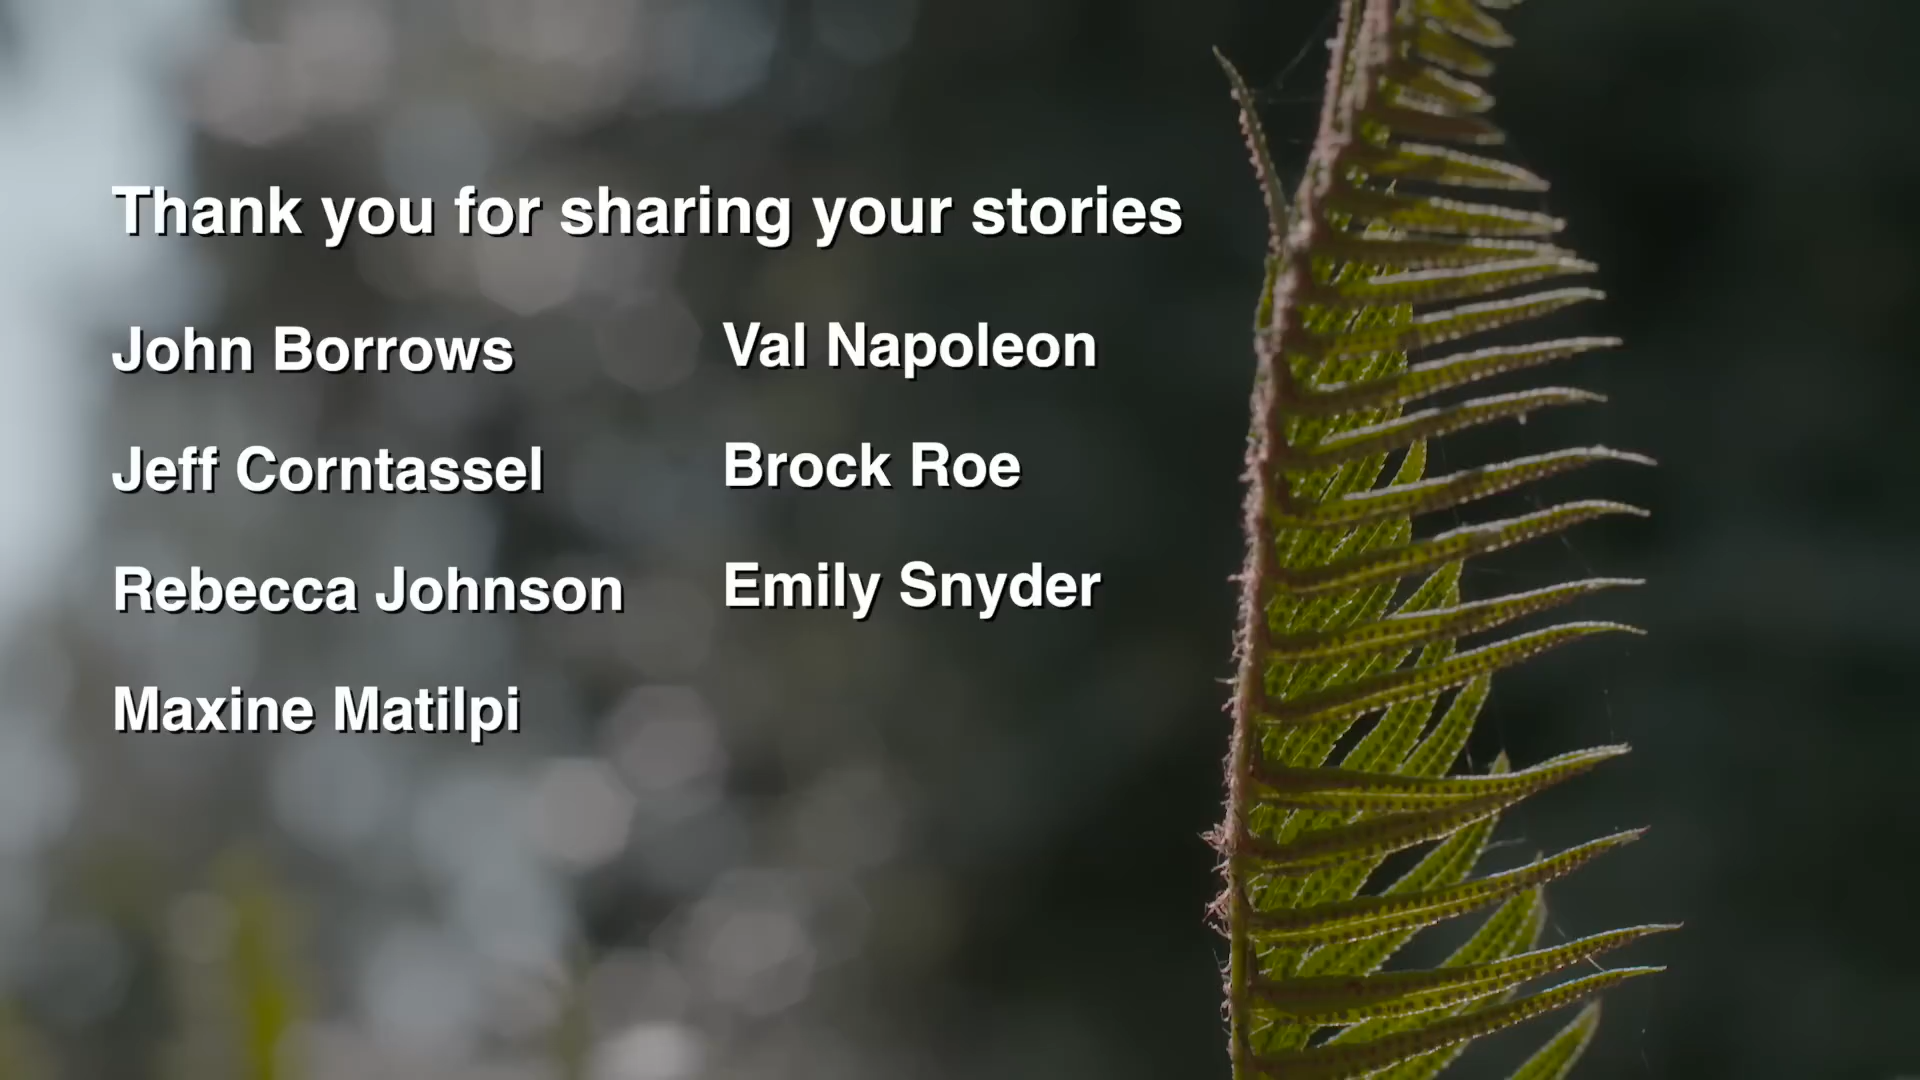 Thank you for sharing your stories
John Borrows
Jeff Corntassel
Rebecca Johnson
Maxine Matilpi
Val Napoleon
Brock Roe
Emily Snyder